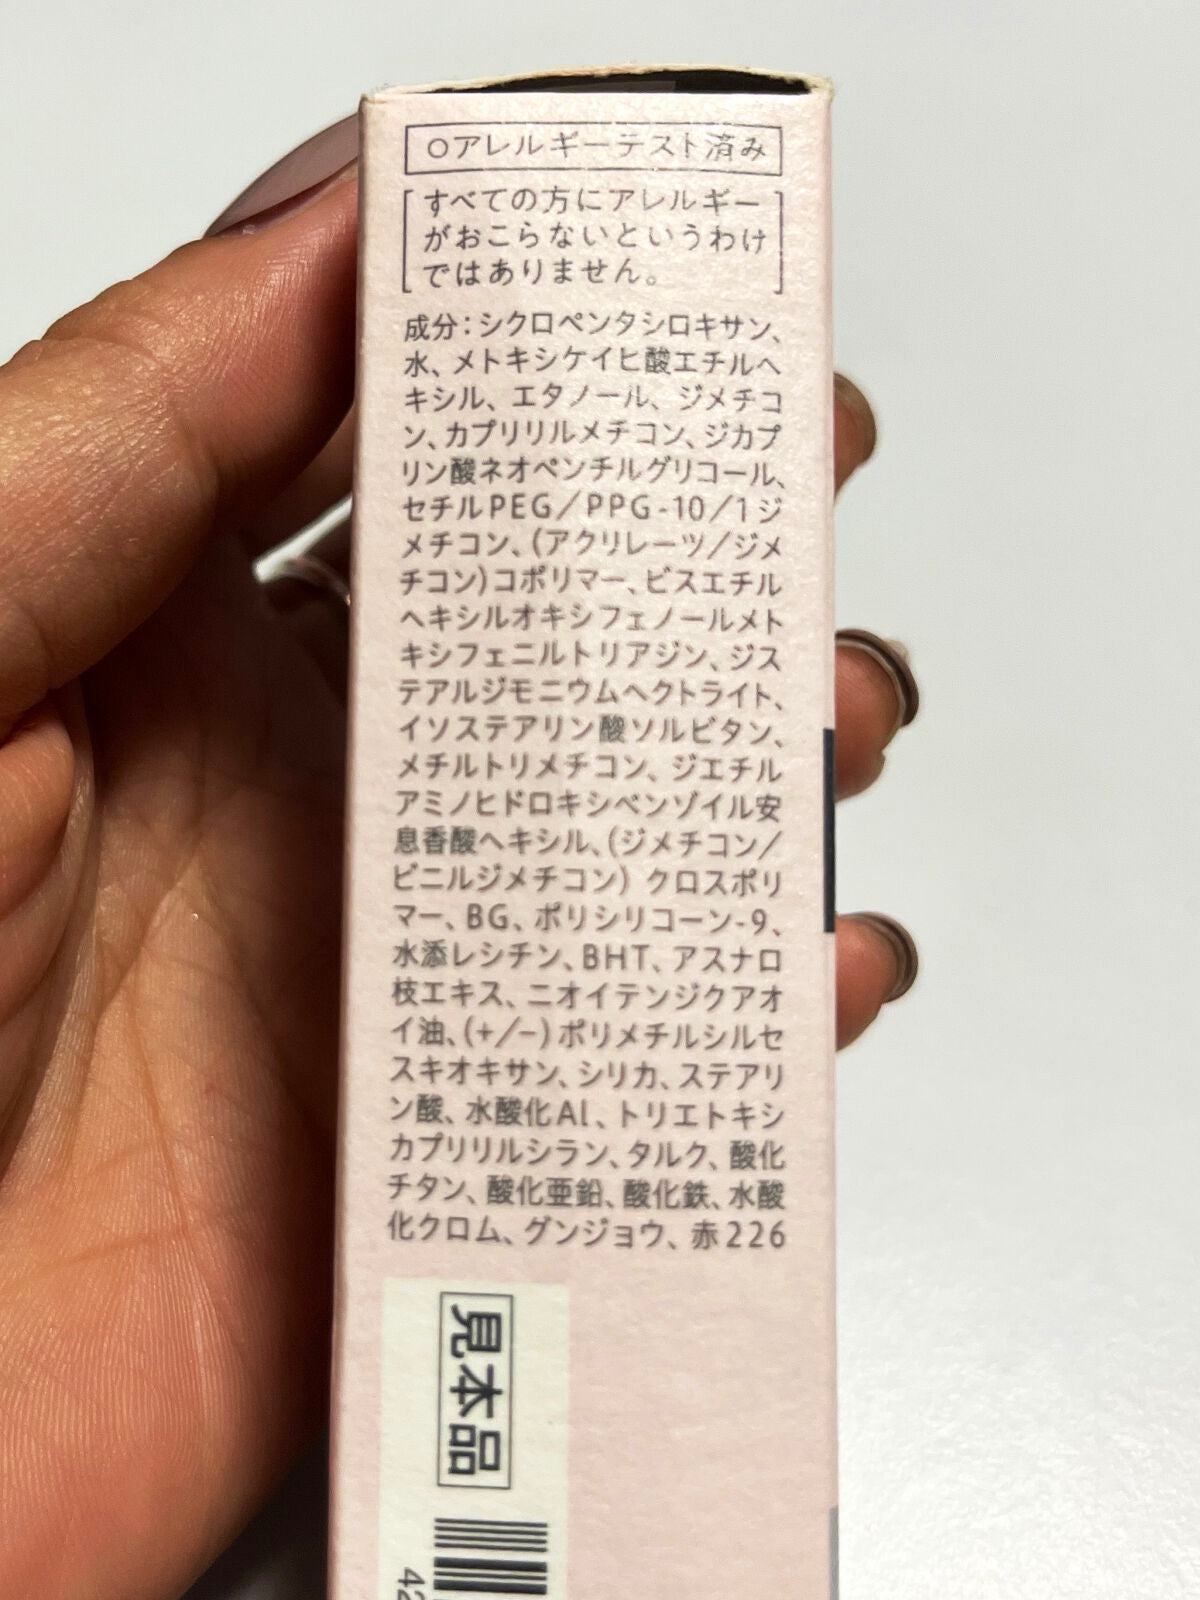 ○アレルギーテスト済み
すべての方にアレルギー
がおこらないというわけ
ではありません。
成分:シクロペンタシロキサン、
水、メトキシケイヒ酸エチルヘ
キシル、エタノール、ジメチコ
ン、カプリリルメチコン、ジカプ
リン酸ネオペンチルグリコール、
セチルPEG/PPG-10/1ジ
メチコン、(アクリレーツ/ジメ
チコン)コポリマー、ビスエチル
ヘキシルオキシフェノールメト
キシフェニルトリアジン、ジス
テアルジモニウムヘクトライト、
イソステアリン酸ソルビタン、
メチルトリメチコン、ジエチル
アミノヒドロキシベンゾイル安
息香酸ヘキシル、(ジメチコン/
ビニルジメチコン)クロスポリ
マー、BG、ポリシリコーン-9、
水添レシチン、BHT、アスナロ
枝エキス、ニオイテンジクアオ
イ油、(+/-)ポリメチルシルセ
スキオキサン、シリカ、ステアリ
ン酸、水酸化Al、トリエトキシ
カプリリルシラン、タルク、酸化
チタン、酸化亜鉛、酸化鉄、水酸
化クロム、グンジョウ、赤226
見本品
42